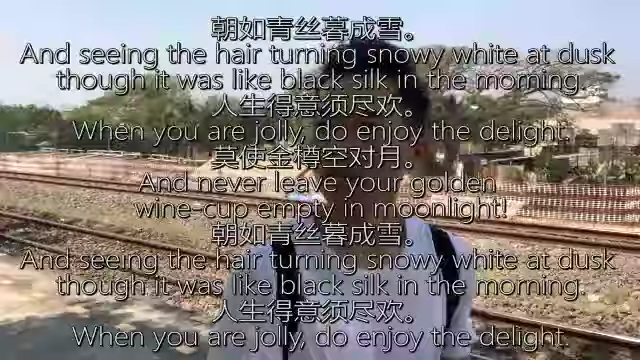 朝如青丝暮成雪。
And seeing the hair turning snowy white at dusk
though it was like black silk in the morning.
人生得意须尽欢。
When you are jolly, do enjoy the delight.
莫使金樽空对月。
And never leave your golden
wine-cup empty in moonlight!
朝如青丝暮成雪。
And seeing the hair turning snowy white at dusk
though it was like black silk in the morning.
人生得意须尽欢。
When you are jolly, do enjoy the delight.